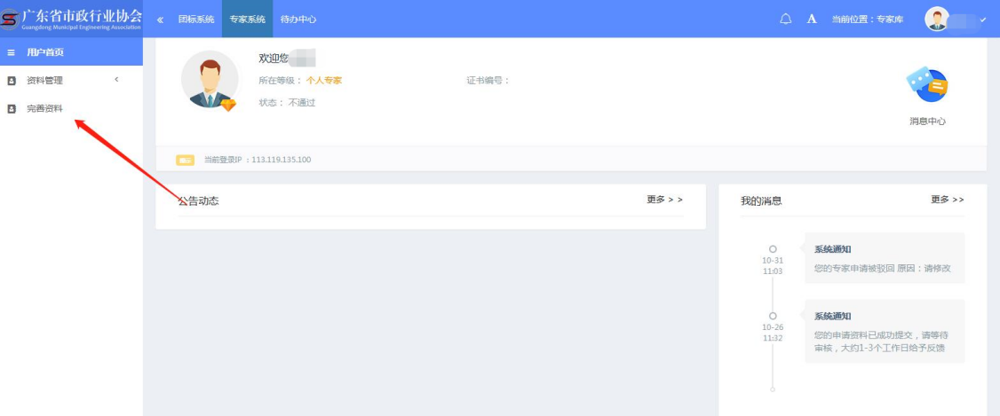 广东省市政行业协会
Guangdong Municipal Engineering Association
«
团标系统
专家系统
待办中心
A
当前位置：专家库
用户首页
资料管理
完善资料
欢迎您
所在等级： 个人专家
证书编号：
状态： 不通过
消息中心
当前登录IP ：113.119.135.100
公告动态
更多 > >
我的消息
更多 >>
10-31
11:03
系统通知
您的专家申请被驳回 原因：请修改
10-26
11:32
系统通知
您的申请资料已成功提交，请等待
审核，大约1-3个工作日给予反馈